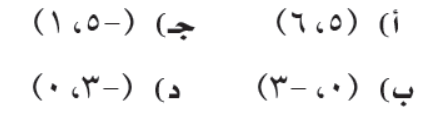 أ) (٥، ٦) جـ) (−٥، ١)
ب) (٠، −٣) د) (−٣، ٠)